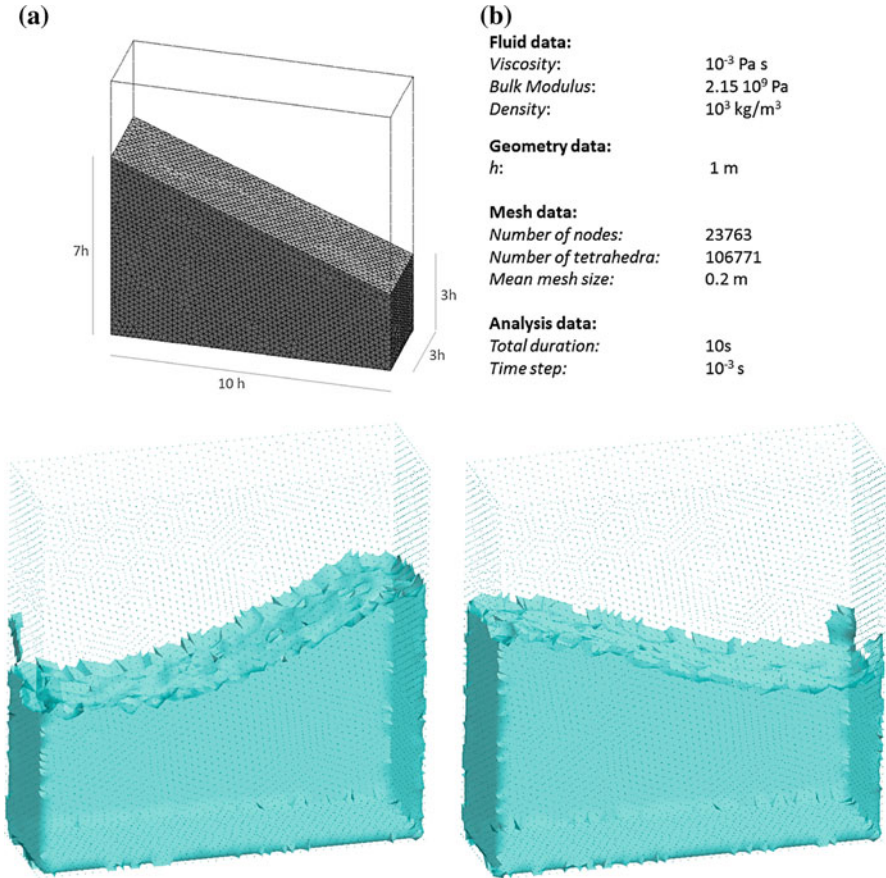 (a)
7h
3h
3h
10 h
(b)
Fluid data:
Viscosity: 10⁻³ Pa s
Bulk Modulus: 2.15 10⁹ Pa
Density: 10³ kg/m³
Geometry data:
h: 1 m
Mesh data:
Number of nodes: 23763
Number of tetrahedra: 106771
Mean mesh size: 0.2 m
Analysis data:
Total duration: 10s
Time step: 10⁻³ s